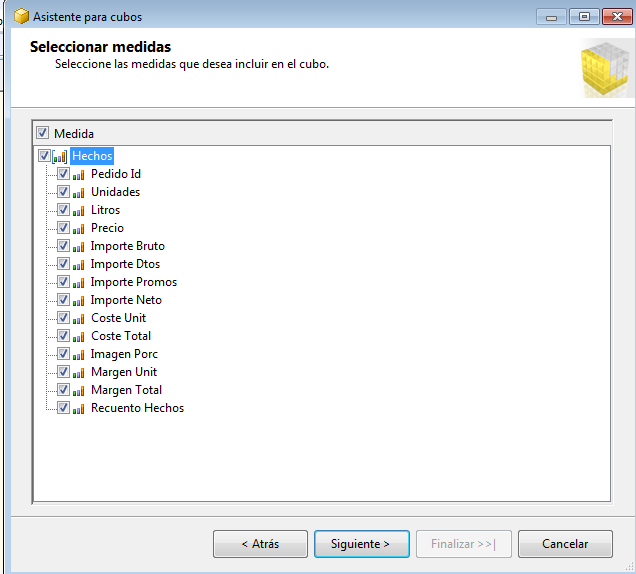 Asistente para cubos
Seleccionar medidas
Seleccione las medidas que desea incluir en el cubo.
Medida
Hechos
Pedido Id
Unidades
Litros
Precio
Importe Bruto
Importe Dtos
Importe Promos
Importe Neto
Coste Unit
Coste Total
Imagen Porc
Margen Unit
Margen Total
Recuento Hechos
< Atrás
Siguiente >
Finalizar >>|
Cancelar